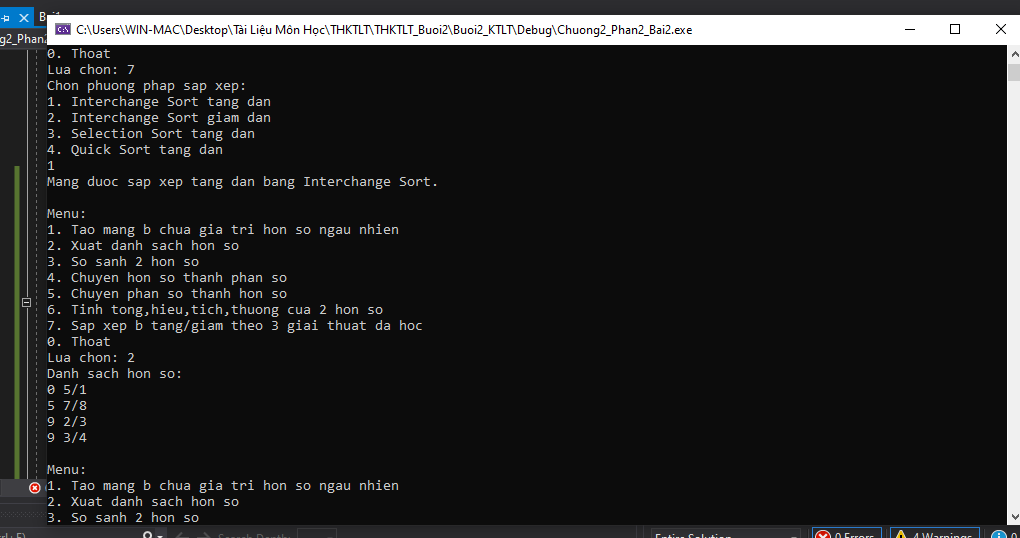 C:\Users\WIN-MAC\Desktop\Tài Liệu Môn Học\THKTLT\THKTLT_Buoi2\Buoi2_KTLT\Debug\Chuong2_Phan2_Bai2.exe
g2_Phan2
0. Thoat
Lua chon: 7
Chon phuong phap sap xep:
1. Interchange Sort tang dan
2. Interchange Sort giam dan
3. Selection Sort tang dan
4. Quick Sort tang dan
1
Mang duoc sap xep tang dan bang Interchange Sort.
Menu:
1. Tao mang b chua gia tri hon so ngau nhien
2. Xuat danh sach hon so
3. So sanh 2 hon so
4. Chuyen hon so thanh phan so
5. Chuyen phan so thanh hon so
6. Tinh tong,hieu,tich,thuong cua 2 hon so
7. Sap xep b tang/giam theo 3 giai thuat da hoc
0. Thoat
Lua chon: 2
Danh sach hon so:
0 5/1
5 7/8
9 2/3
9 3/4
Menu:
1. Tao mang b chua gia tri hon so ngau nhien
2. Xuat danh sach hon so
3. So sanh 2 hon so
Search Depth:
Entire Solution
0 Errors
4 Warnings
0